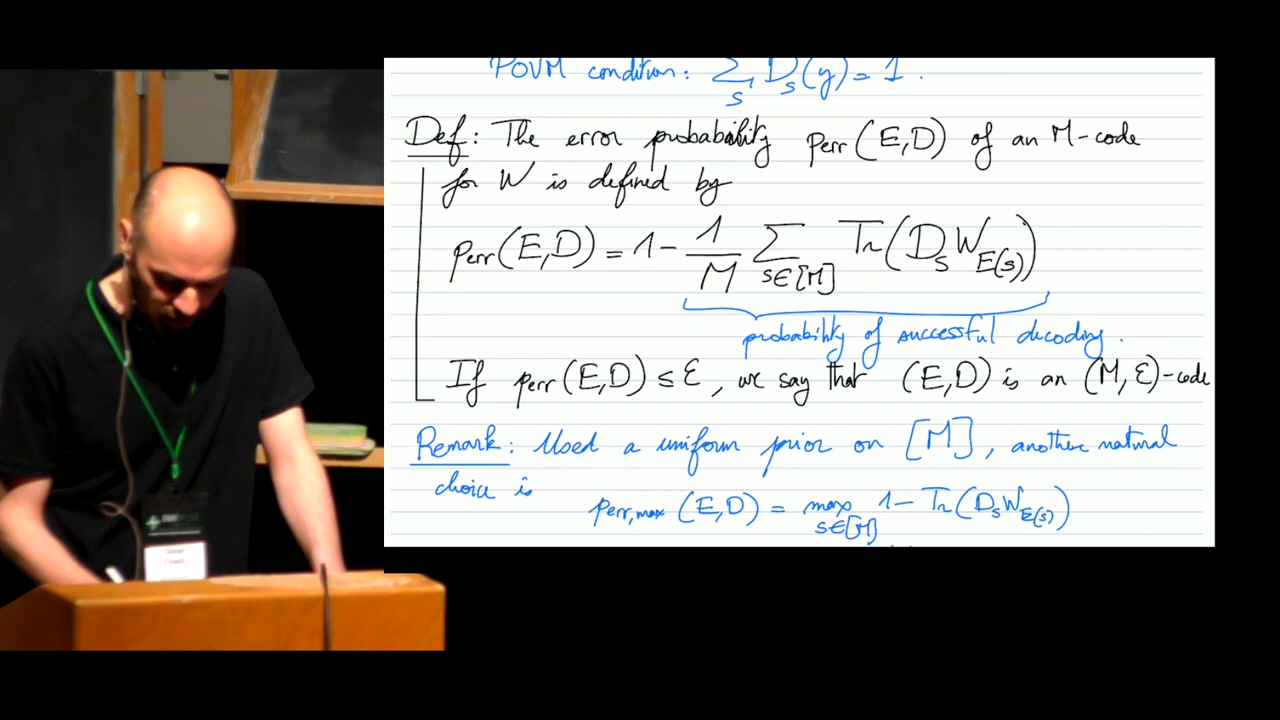 POVM condition: ∑_s D_s(y) = 1.
Def: The error probability Perr(E,D) of an M-code
for W is defined by
Perr(E,D) = 1 - 1/M ∑_{s∈[M]} Tr(D_s W_{E(s)})
probability of successful decoding.
If Perr(E,D) ≤ ε, we say that (E,D) is an (M,ε)-code
Remark: Used a uniform prior on [M], another natural
choice is
Perr,max (E,D) = max_{s∈[M]} 1 - Tr(D_s W_{E(s)})